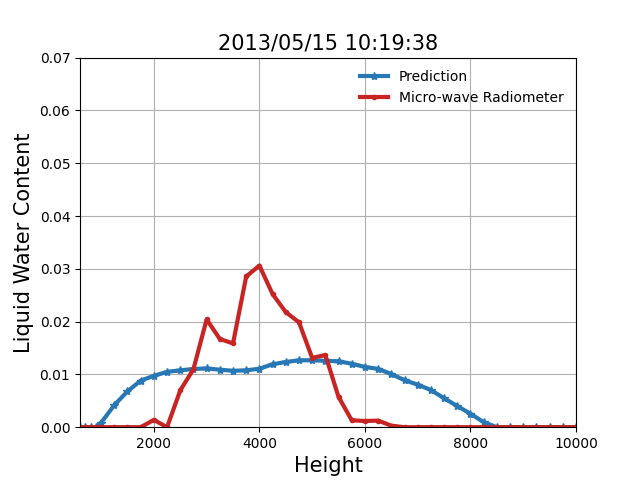 2013/05/15 10:19:38
Prediction
Micro-wave Radiometer
Liquid Water Content
0.07
0.06
0.05
0.04
0.03
0.02
0.01
0.00
2000 4000 6000 8000 10000
Height